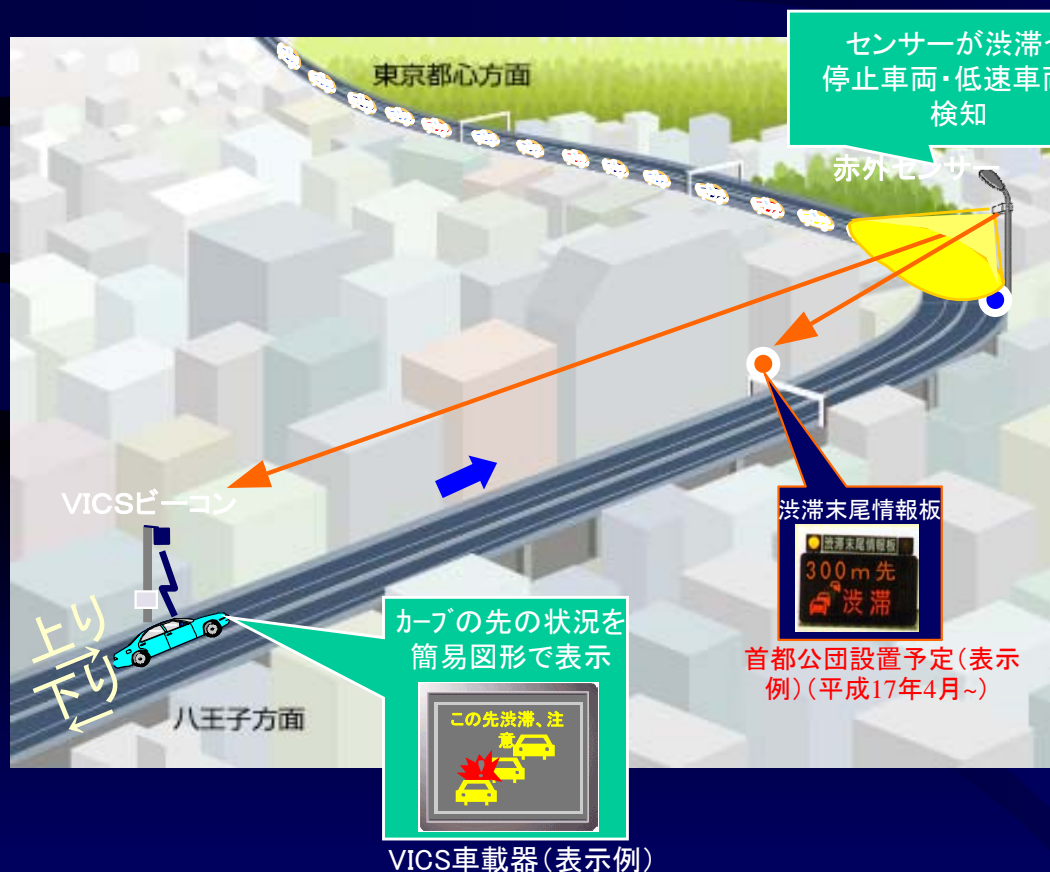 東京都心方面
センサーが渋滞
停止車両・低速車両
検知
赤外センサー
VICSビーコン
渋滞末尾情報板
渋滞末尾情報板
300m先
渋滞
首都公団設置予定(表示
例)(平成17年4月~)
上り
下り
八王子方面
カーブの先の状況を
簡易図形で表示
この先渋滞、注
意
VICS車載器(表示例)